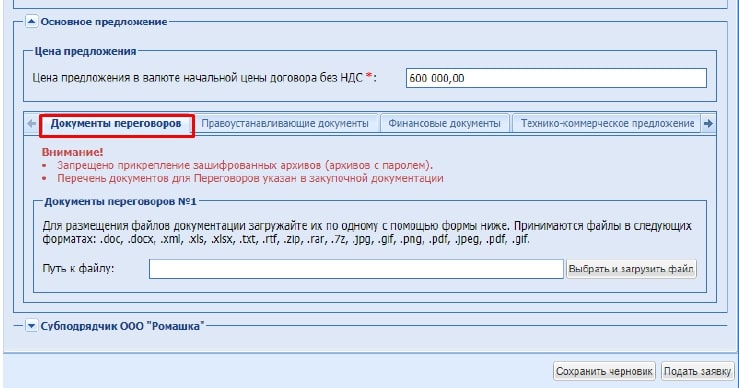 Основное предложение
Цена предложения
Цена предложения в валюте начальной цены договора без НДС *: 600 000,00
Документы переговоров Правоустанавливающие документы Финансовые документы Технико-коммерческое предложение
Внимание!
• Запрещено прикрепление зашифрованных архивов (архивов с паролем).
• Перечень документов для Переговоров указан в закупочной документации
Документы переговоров №1
Для размещения файлов документации загружайте их по одному с помощью формы ниже. Принимаются файлы в следующих
форматах: .doc, .docx, .xml, .xls, .xlsx, .txt, .rtf, .zip, .rar, .7z, .jpg, .gif, .png, .pdf, .jpeg, .pdf, .gif.
Путь к файлу: Выбрать и загрузить файл
Субподрядчик ООО "Ромашка"
Сохранить черновик Подать заявку